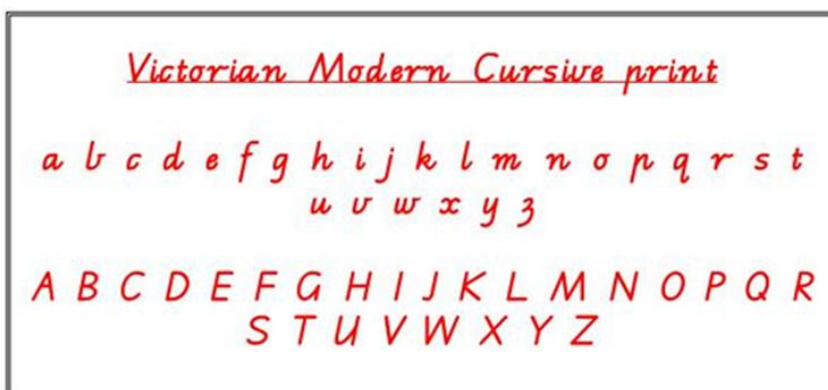 Victorian Modern Cursive print
a b c d e f g h i j k l m n o p q r s t
u v w x y z
A B C D E F G H I J K L M N O P Q R
S T U V W X Y Z